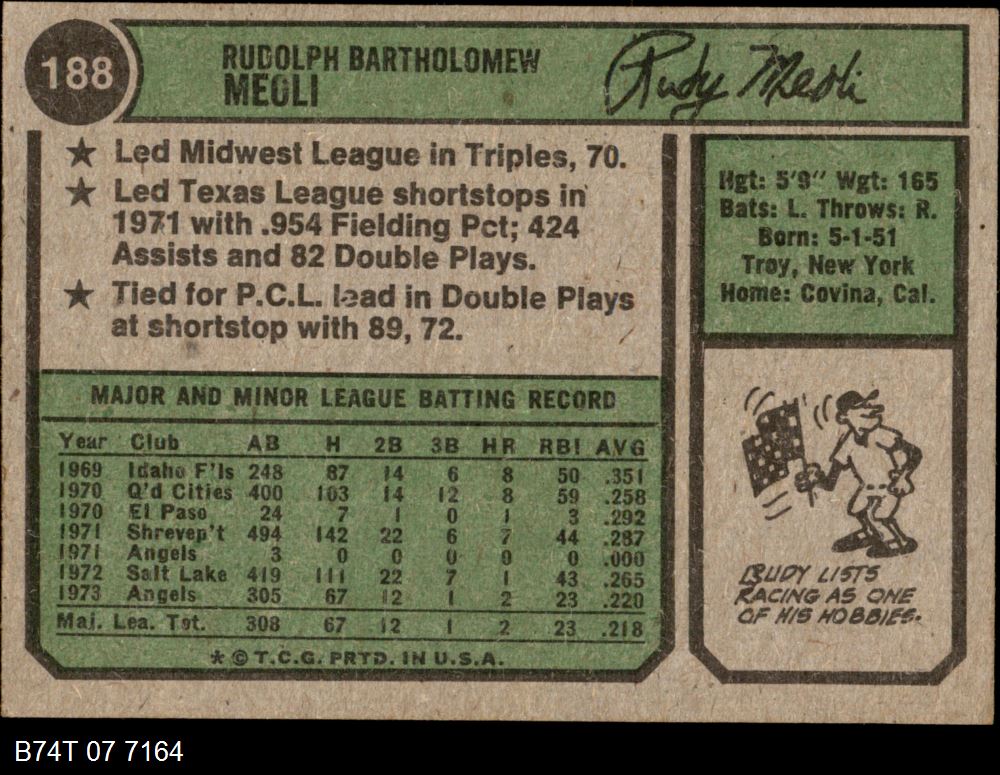 188
RUDOLPH BARTHOLOMEW
MEOLI
Rudy Meoli
★ Led Midwest League in Triples, 70.
★ Led Texas League shortstops in
1971 with .954 Fielding Pct; 424
Assists and 82 Double Plays.
★ Tied for P.C.L. lead in Double Plays
at shortstop with 89, 72.
Hgt: 5'9" Wgt: 165
Bats: L. Throws: R.
Born: 5-1-51
Troy, New York
Home: Covina, Cal.
MAJOR AND MINOR LEAGUE BATTING RECORD
Year Club AB H 2B 3B HR RBI AVG
1969 Idaho F'ls 248 87 14 6 8 50 .351
1970 Q'd Cities 400 103 14 12 8 59 .258
1970 El Paso 24 7 1 0 1 3 .292
1971 Shrevep't 494 142 22 6 7 44 .287
1971 Angels 3 0 0 0 0 0 .000
1972 Salt Lake 419 111 22 7 1 43 .265
1973 Angels 305 67 12 1 2 23 .220
Maj. Lea. Tot. 308 67 12 1 2 23 .218
* © T.C.G. PRTD. IN U.S.A.
RUDY LISTS
RACING AS ONE
OF HIS HOBBIES.
B74T 07 7164